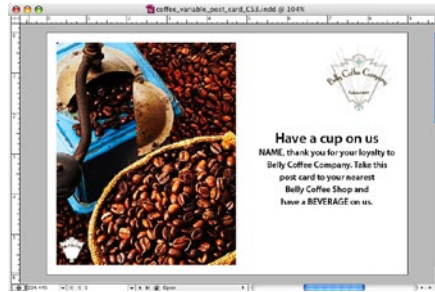 coffee_variable_post_card_CS3.indd @ 104%
Belly Coffee Company
Have a cup on us
NAME, thank you for your loyalty to
Belly Coffee Company. Take this
post card to your nearest
Belly Coffee Shop and
have a BEVERAGE on us.
Open